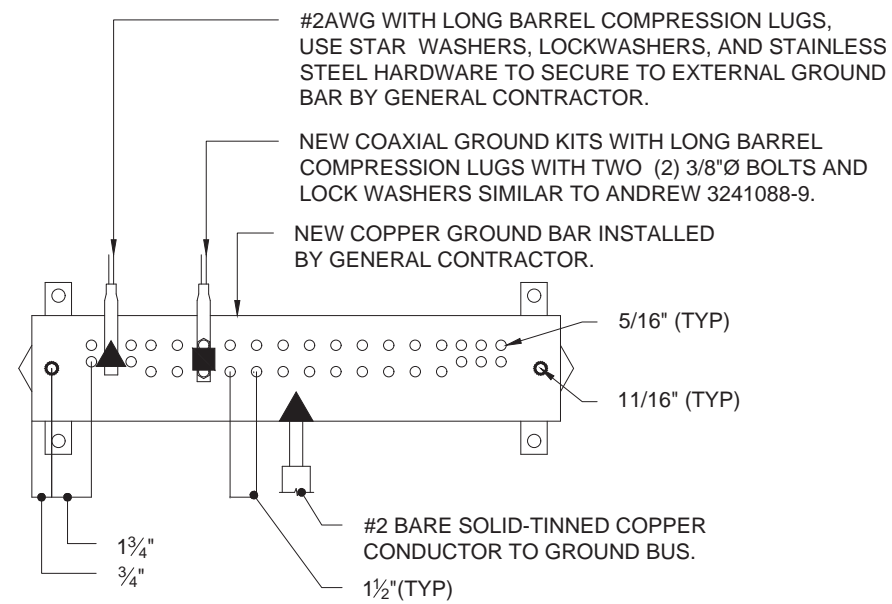 #2AWG WITH LONG BARREL COMPRESSION LUGS,
USE STAR WASHERS, LOCKWASHERS, AND STAINLESS
STEEL HARDWARE TO SECURE TO EXTERNAL GROUND
BAR BY GENERAL CONTRACTOR.
NEW COAXIAL GROUND KITS WITH LONG BARREL
COMPRESSION LUGS WITH TWO (2) 3/8"Ø BOLTS AND
LOCK WASHERS SIMILAR TO ANDREW 3241088-9.
NEW COPPER GROUND BAR INSTALLED
BY GENERAL CONTRACTOR.
5/16" (TYP)
11/16" (TYP)
#2 BARE SOLID-TINNED COPPER
CONDUCTOR TO GROUND BUS.
1¾"
¾"
1½"(TYP)